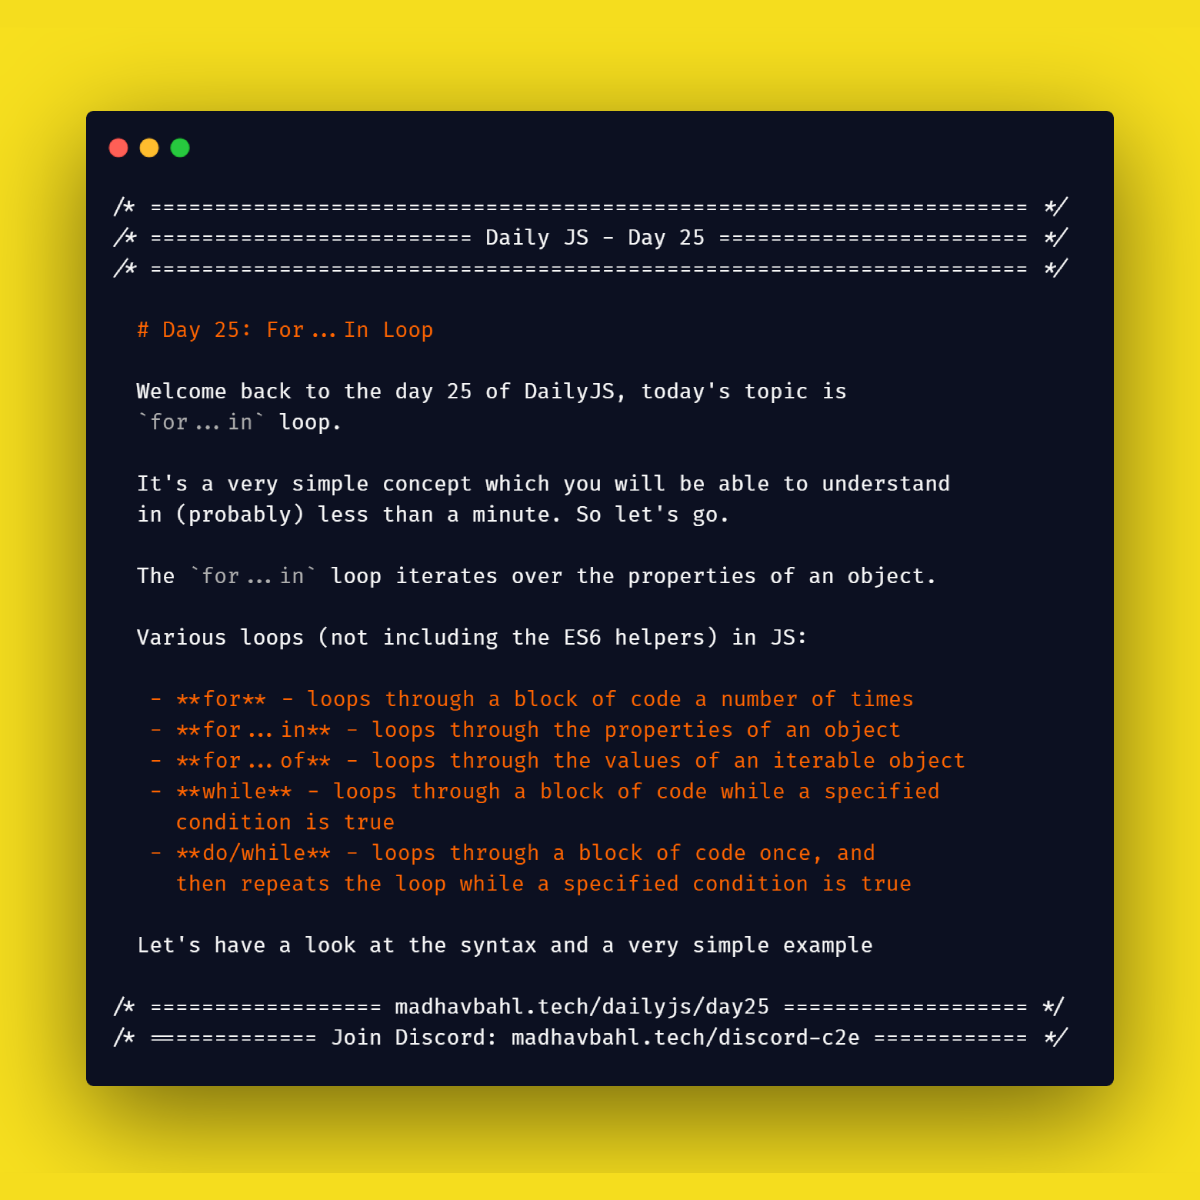 /* ==================================================================== */
/* ========================= Daily JS - Day 25 ======================== */
/* ==================================================================== */
# Day 25: For...In Loop
Welcome back to the day 25 of DailyJS, today's topic is
`for...in` loop.
It's a very simple concept which you will be able to understand
in (probably) less than a minute. So let's go.
The `for...in` loop iterates over the properties of an object.
Various loops (not including the ES6 helpers) in JS:
- **for** - loops through a block of code a number of times
- **for...in** - loops through the properties of an object
- **for...of** - loops through the values of an iterable object
- **while** - loops through a block of code while a specified
condition is true
- **do/while** - loops through a block of code once, and
then repeats the loop while a specified condition is true
Let's have a look at the syntax and a very simple example
/* ================== madhavbahl.tech/dailyjs/day25 =================== */
/* ============= Join Discord: madhavbahl.tech/discord-c2e ============ */